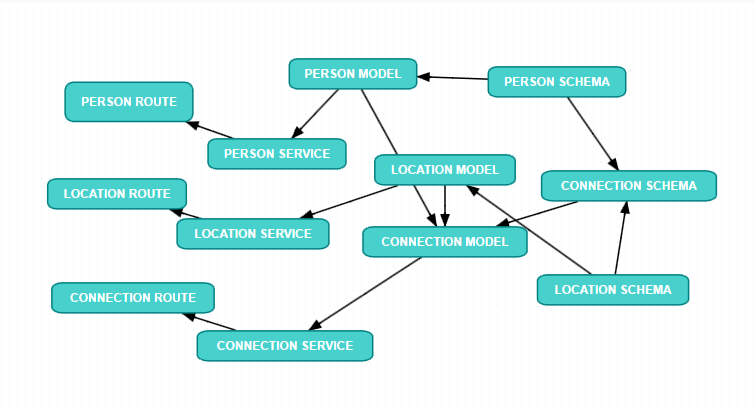 PERSON MODEL
PERSON SCHEMA
PERSON ROUTE
PERSON SERVICE
LOCATION MODEL
CONNECTION SCHEMA
LOCATION ROUTE
LOCATION SERVICE
CONNECTION MODEL
LOCATION SCHEMA
CONNECTION ROUTE
CONNECTION SERVICE